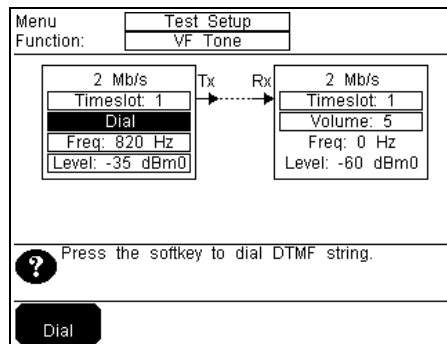 Menu Test Setup
Function: VF Tone
2 Mb/s
Timeslot: 1
Dial
Freq: 820 Hz
Level: -35 dBm0
Tx Rx
2 Mb/s
Timeslot: 1
Volume: 5
Freq: 0 Hz
Level: -60 dBm0
? Press the softkey to dial DTMF string.
Dial